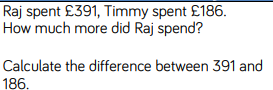 Raj spent £391, Timmy spent £186.
How much more did Raj spend?
Calculate the difference between 391 and
186.